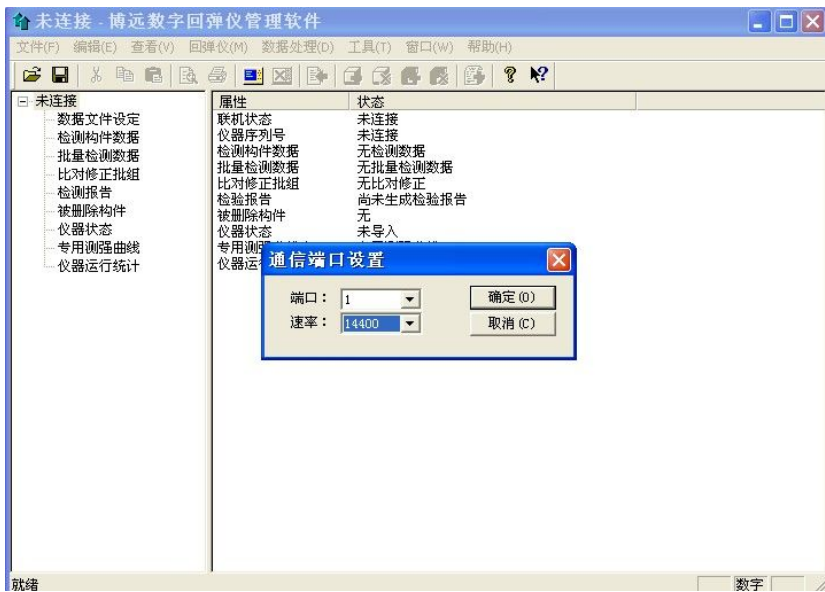 未连接 - 博远数字回弹仪管理软件
文件(F) 编辑(E) 查看(V) 回弹仪(M) 数据处理(D) 工具(T) 窗口(W) 帮助(H)
未连接
数据文件设定
检测构件数据
批量检测数据
比对修正批组
检测报告
被删除构件
仪器状态
专用测强曲线
仪器运行统计
属性 状态
联机状态 未连接
仪器序列号 未连接
检测构件数据 无检测数据
批量检测数据 无批量检测数据
比对修正批组 无比对修正
检验报告 尚未生成检验报告
被删除构件 无
仪器状态 未导入
专用测
仪器运
通信端口设置
端口： 1 确定(O)
速率： 14400 取消(C)
就绪 数字